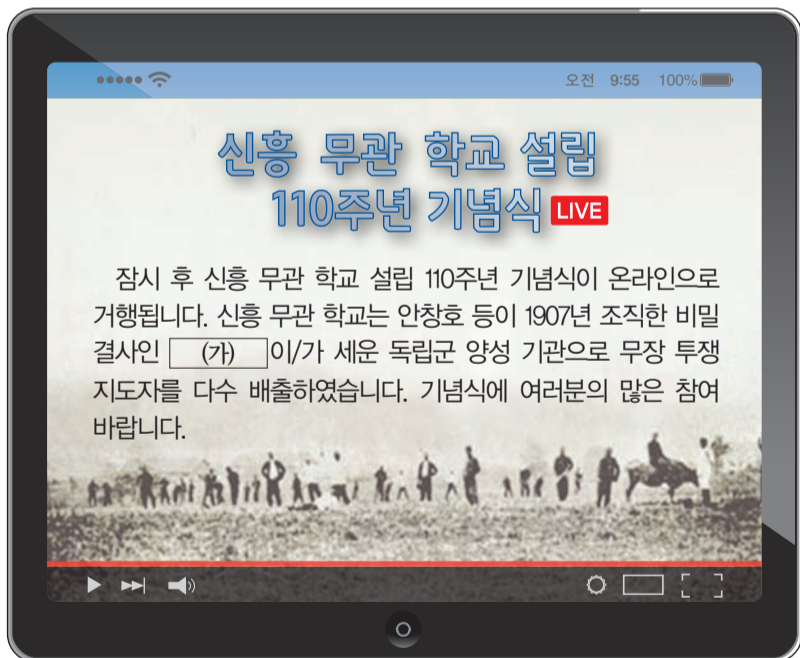 오전 9:55 100%
신흥 무관 학교 설립
110주년 기념식 LIVE
잠시 후 신흥 무관 학교 설립 110주년 기념식이 온라인으로
거행됩니다. 신흥 무관 학교는 안창호 등이 1907년 조직한 비밀
결사인 (가) 이/가 세운 독립군 양성 기관으로 무장 투쟁
지도자를 다수 배출하였습니다. 기념식에 여러분의 많은 참여
바랍니다.